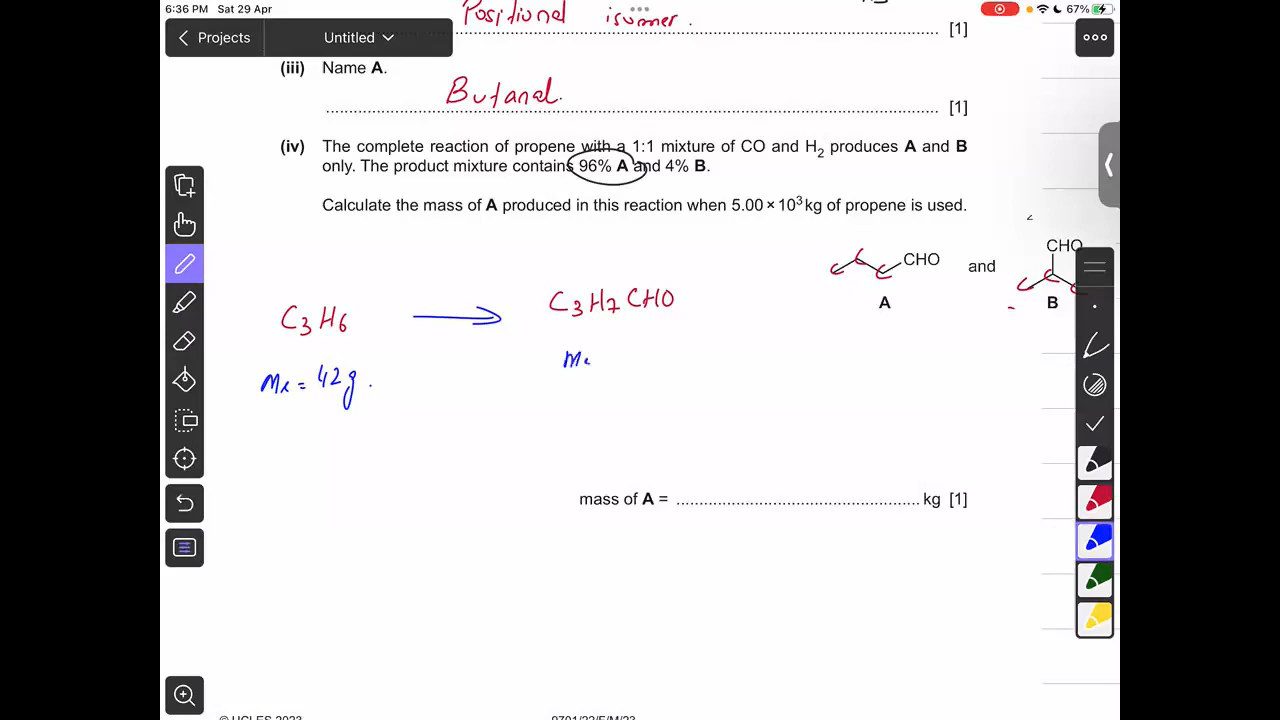 6:36 PM Sat 29 Apr
67%
Projects
Untitled
Positional isomer.
[1]
(iii) Name A.
Butanal.
[1]
(iv) The complete reaction of propene with a 1:1 mixture of CO and H2 produces A and B
only. The product mixture contains 96% A and 4% B.
Calculate the mass of A produced in this reaction when 5.00 × 10³ kg of propene is used.
CHO
and
CHO
A
B
C3H6
C3H7CHO
Mr = 42g.
Mr
mass of A = ................................................ kg [1]
© UCLES 2023
9701/22/F/M/23